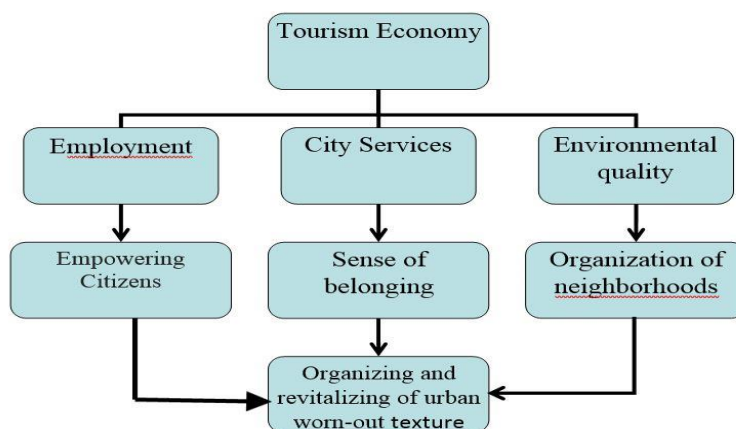 Tourism Economy
Employment
City Services
Environmental
quality
Empowering
Citizens
Sense of
belonging
Organization of
neighborhoods
Organizing and
revitalizing of urban
worn-out texture